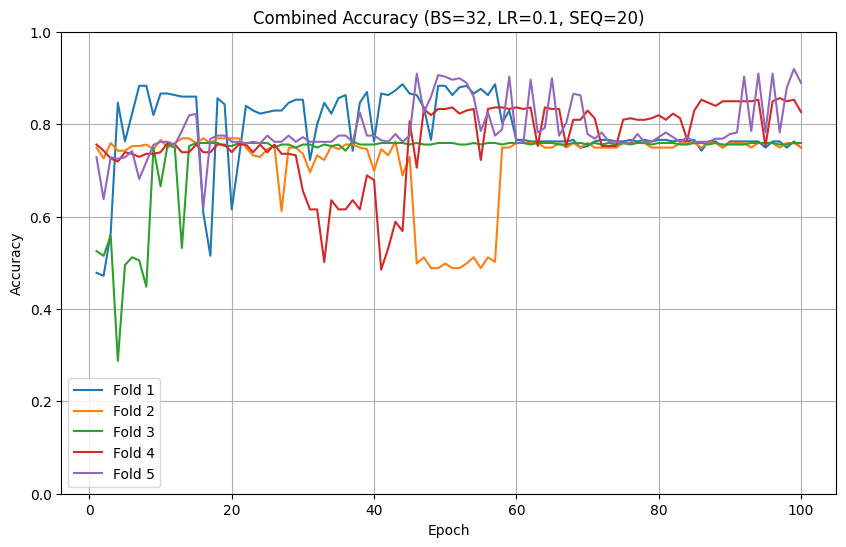 Combined Accuracy (BS=32, LR=0.1, SEQ=20)
1.0
0.8
0.6
0.4
0.2
0.0
Accuracy
Fold 1
Fold 2
Fold 3
Fold 4
Fold 5
0 20 40 60 80 100
Epoch